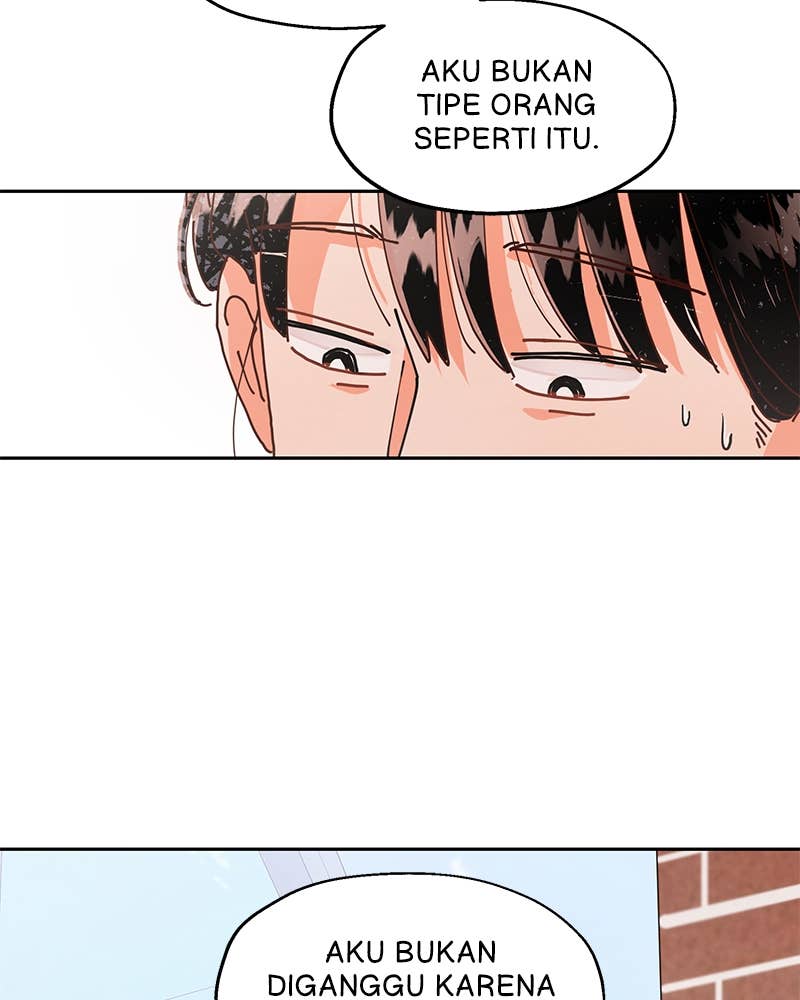 AKU BUKAN
TIPE ORANG
SEPERTI ITU.
AKU BUKAN
DIGANGGU KARENA